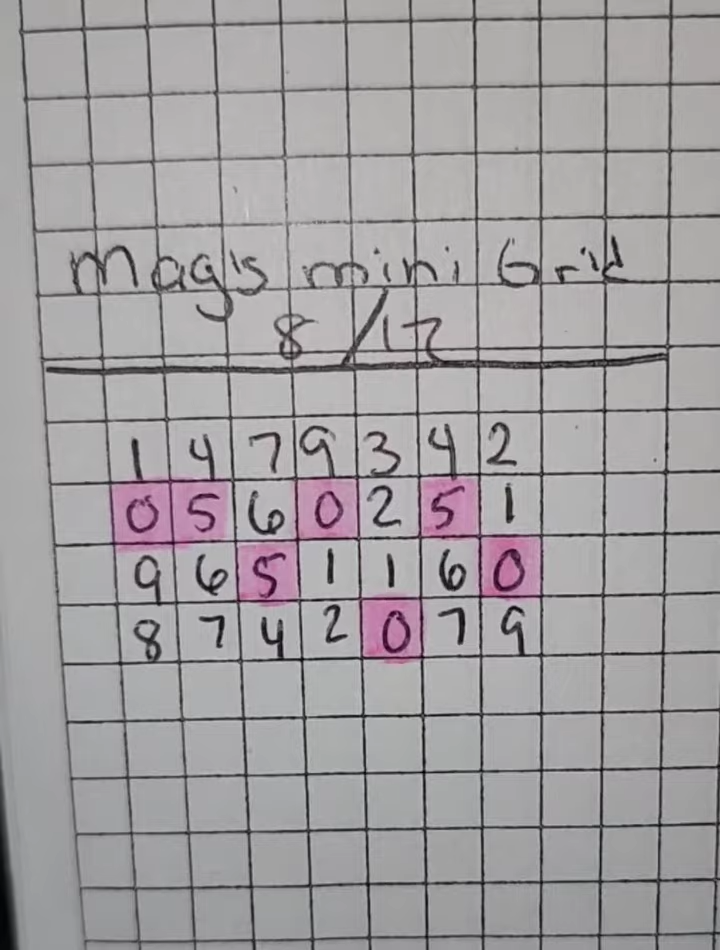 Mag's mini Grid
8/12
1 4 7 9 3 4 2
0 5 6 0 2 5 1
9 6 5 1 1 6 0
8 7 4 2 0 7 9